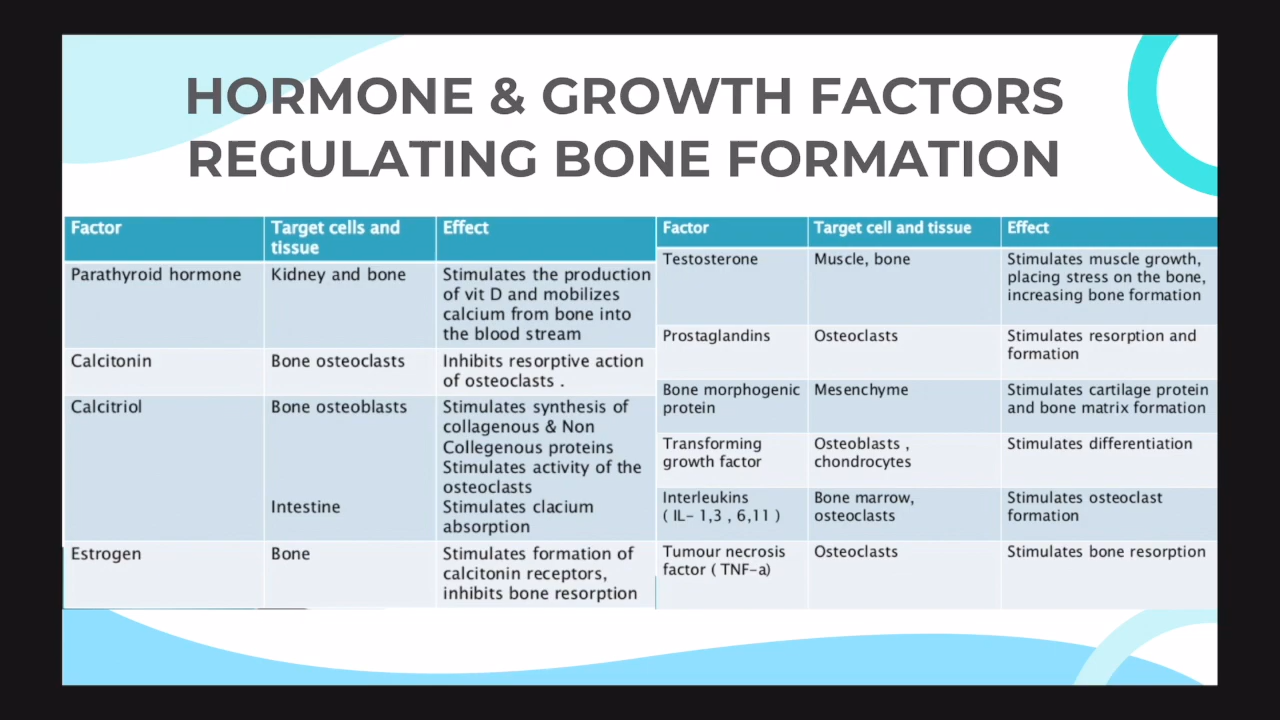 HORMONE & GROWTH FACTORS
REGULATING BONE FORMATION
Factor
Target cells and
tissue
Effect
Parathyroid hormone
Kidney and bone
Stimulates the production
of vit D and mobilizes
calcium from bone into
the blood stream
Calcitonin
Bone osteoclasts
Inhibits resorptive action
of osteoclasts .
Calcitriol
Bone osteoblasts
Stimulates synthesis of
collagenous & Non
Collegenous proteins
Stimulates activity of the
osteoclasts
Intestine
Stimulates clacium
absorption
Estrogen
Bone
Stimulates formation of
calcitonin receptors,
inhibits bone resorption
Factor
Target cell and tissue
Effect
Testosterone
Muscle, bone
Stimulates muscle growth,
placing stress on the bone,
increasing bone formation
Prostaglandins
Osteoclasts
Stimulates resorption and
formation
Bone morphogenic
protein
Mesenchyme
Stimulates cartilage protein
and bone matrix formation
Transforming
growth factor
Osteoblasts ,
chondrocytes
Stimulates differentiation
Interleukins
( IL- 1,3 , 6,11 )
Bone marrow,
osteoclasts
Stimulates osteoclast
formation
Tumour necrosis
factor ( TNF-a)
Osteoclasts
Stimulates bone resorption